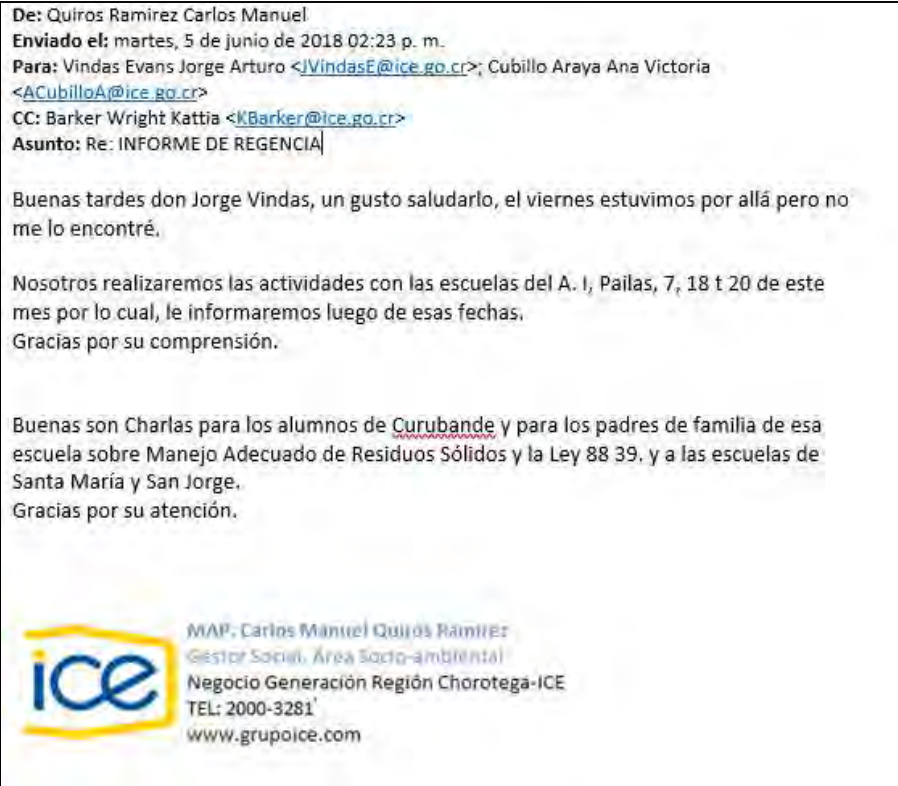 De: Quiros Ramirez Carlos Manuel
Enviado el: martes, 5 de junio de 2018 02:23 p. m.
Para: Vindas Evans Jorge Arturo <JVindasE@ice.go.cr>; Cubillo Araya Ana Victoria
<ACubilloA@ice.go.cr>
CC: Barker Wright Kattia <KBarker@ice.go.cr>
Asunto: Re: INFORME DE REGENCIA
Buenas tardes don Jorge Vindas, un gusto saludarlo, el viernes estuvimos por allá pero no
me lo encontré.
Nosotros realizaremos las actividades con las escuelas del A. I, Pailas, 7, 18 t 20 de este
mes por lo cual, le informaremos luego de esas fechas.
Gracias por su comprensión.
Buenas son Charlas para los alumnos de Curubande y para los padres de familia de esa
escuela sobre Manejo Adecuado de Residuos Sólidos y la Ley 88 39. y a las escuelas de
Santa María y San Jorge.
Gracias por su atención.
ice
MAP. Carlos Manuel Quirós Ramírez
Gestor Social. Área Socio-ambiental
Negocio Generación Región Chorotega-ICE
TEL: 2000-3281
www.grupoice.com